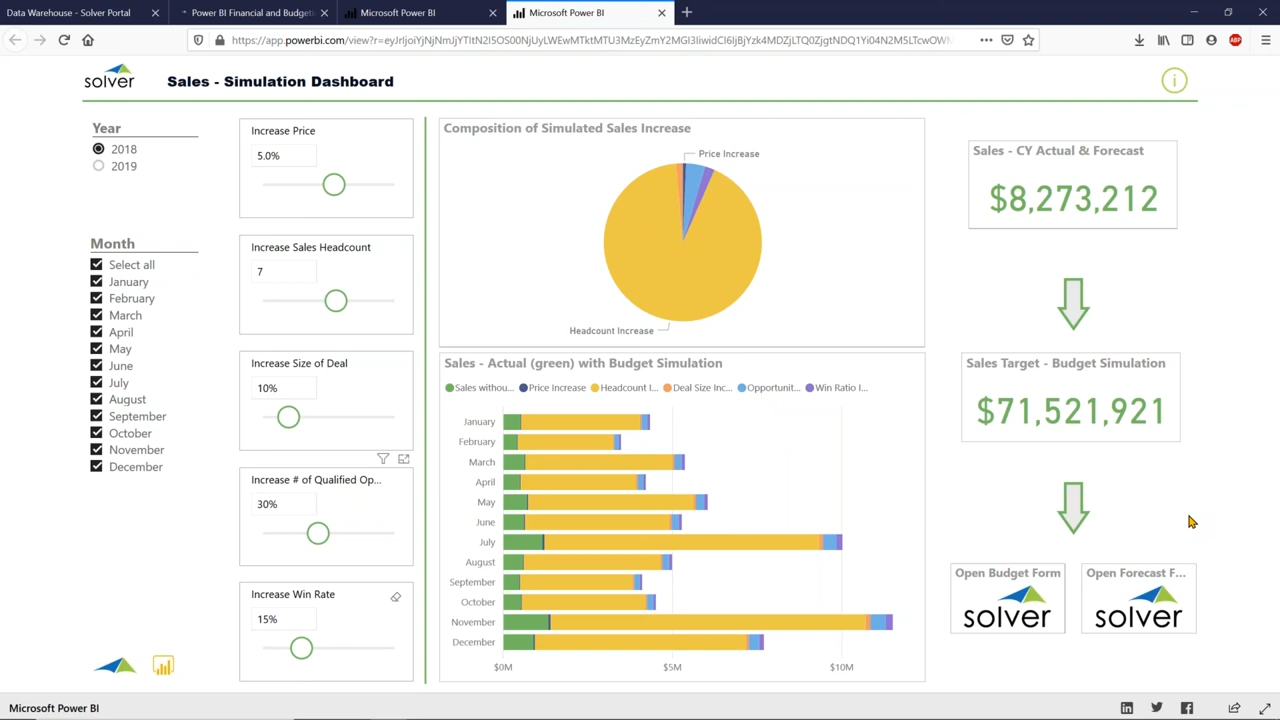 Data Warehouse - Solver Portal
Power BI Financial and Budget
Microsoft Power BI
Microsoft Power BI
solver
Sales - Simulation Dashboard
i
Year
2018
2019
Month
Select all
January
February
March
April
May
June
July
August
September
October
November
December
Increase Price
5.0%
Increase Sales Headcount
7
Increase Size of Deal
10%
Increase # of Qualified Op...
30%
Increase Win Rate
15%
Composition of Simulated Sales Increase
Price Increase
Headcount Increase
Sales - Actual (green) with Budget Simulation
Sales withou... Price Increase Headcount I... Deal Size Inc... Opportunit... Win Ratio I...
January
February
March
April
May
June
July
August
September
October
November
December
$0M $5M $10M
Sales - CY Actual & Forecast
$8,273,212
Sales Target - Budget Simulation
$71,521,921
Open Budget Form
solver
Open Forecast F...
solver
Microsoft Power BI